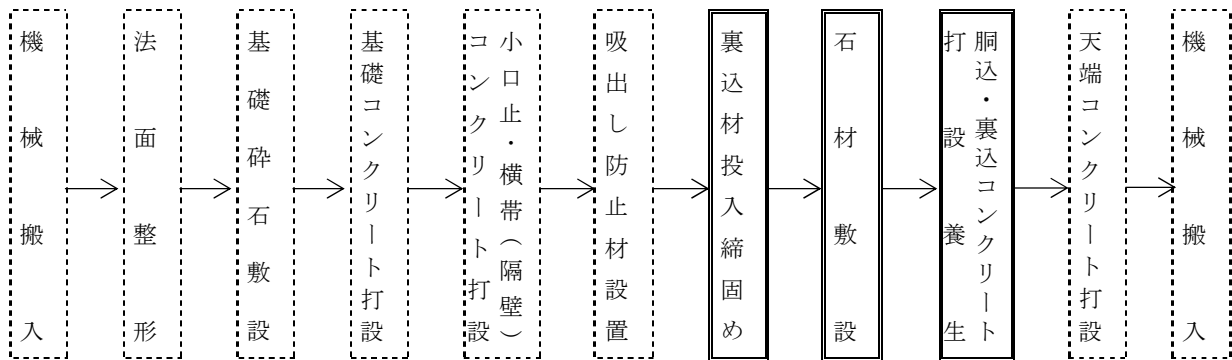 機械搬入
法面整形
基礎砕石敷設
基礎コンクリート打設
小口止・横帯（隔壁）
コンクリート打設
吸出し防止材設置
裏込材投入締固め
石材敷設
胴込・裏込コンクリート
打設養生
天端コンクリート打設
機械搬入